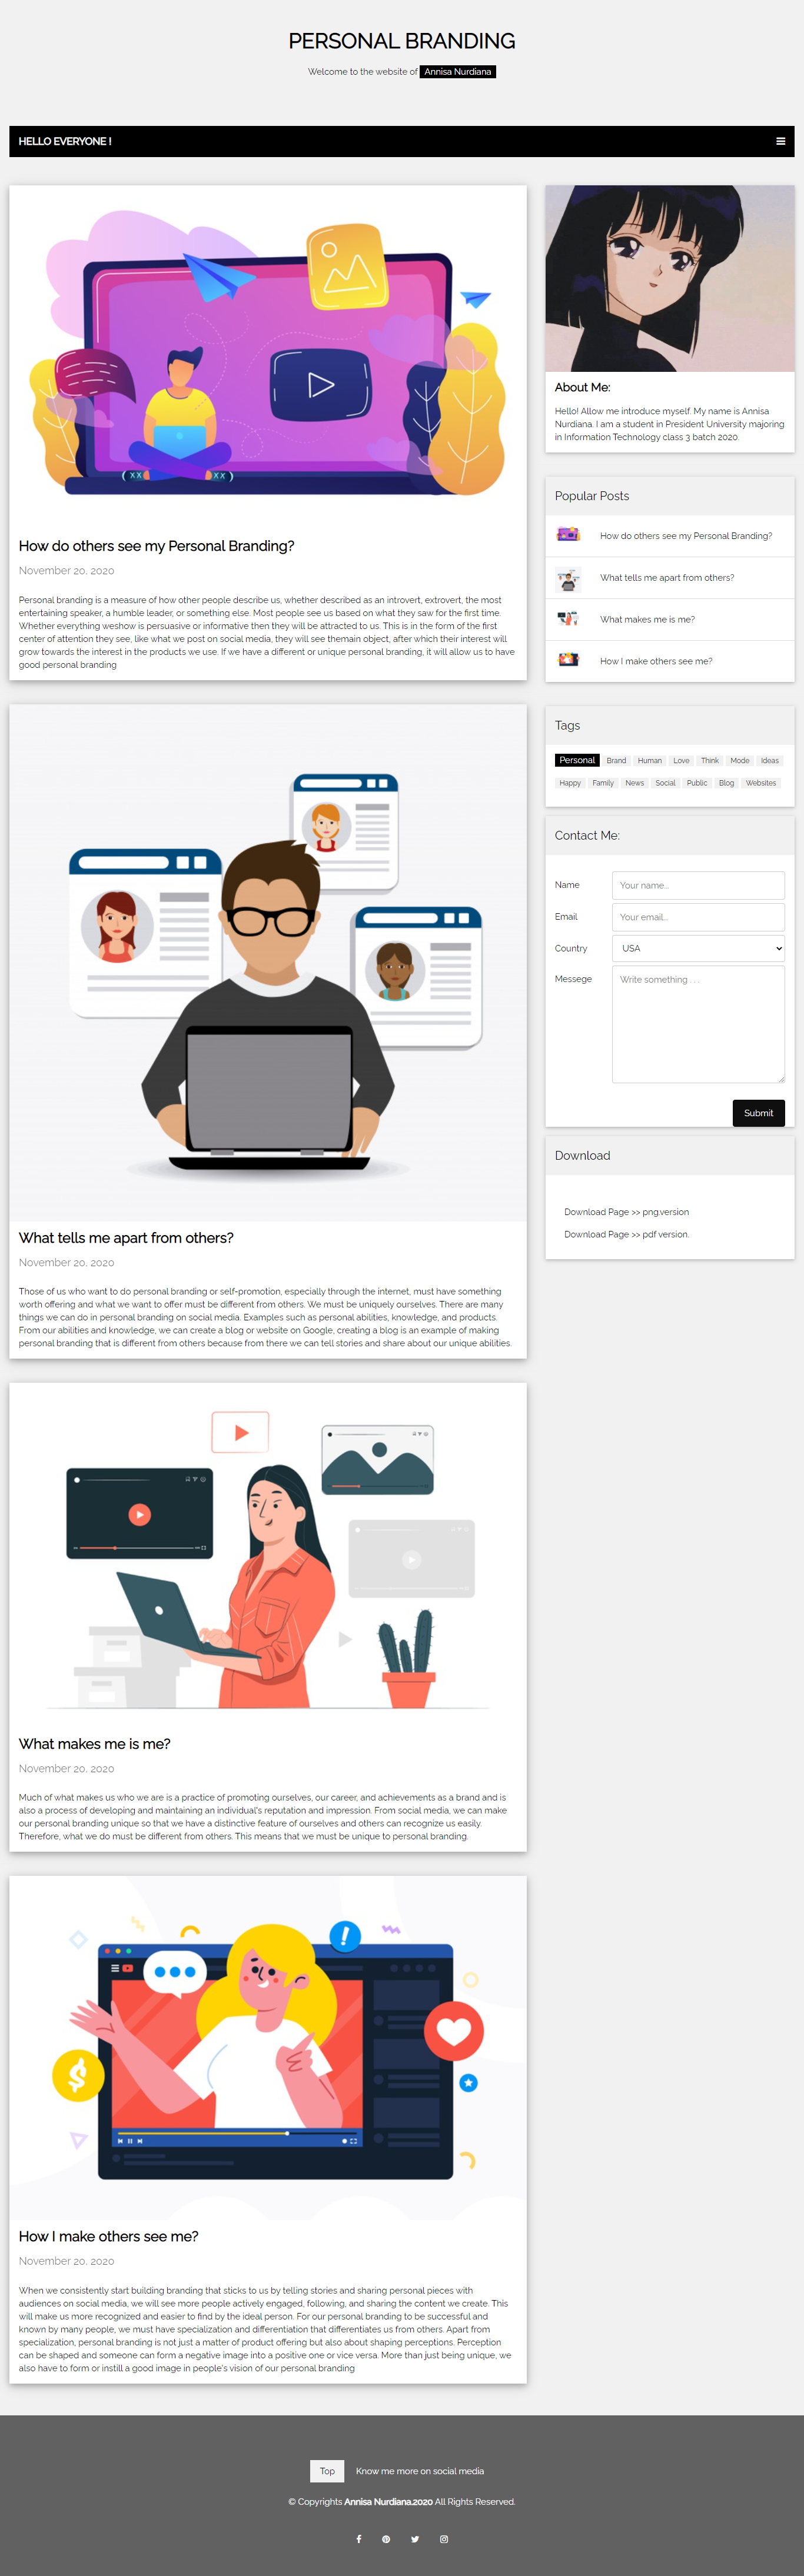 PERSONAL BRANDING
Welcome to the website of Annisa Nurdiana
HELLO EVERYONE !
How do others see my Personal Branding?
November 20, 2020
Personal branding is a measure of how other people describe us, whether described as an introvert, extrovert, the most
entertaining speaker, a humble leader, or something else. Most people see us based on what they saw for the first time.
Whether everything weshow is persuasive or informative then they will be attracted to us. This is in the form of the first
center of attention they see, like what we post on social media, they will see themain object, after which their interest will
grow towards the interest in the products we use. If we have a different or unique personal branding, it will allow us to have
good personal branding
What tells me apart from others?
November 20, 2020
Those of us who want to do personal branding or self-promotion, especially through the internet, must have something
worth offering and what we want to offer must be different from others. We must be uniquely ourselves. There are many
things we can do in personal branding on social media. Examples such as personal abilities, knowledge, and products.
From our abilities and knowledge, we can create a blog or website on Google, creating a blog is an example of making
personal branding that is different from others because from there we can tell stories and share about our unique abilities.
What makes me is me?
November 20, 2020
Much of what makes us who we are is a practice of promoting ourselves, our career, and achievements as a brand and is
also a process of developing and maintaining an individual's reputation and impression. From social media, we can make
our personal branding unique so that we have a distinctive feature of ourselves and others can recognize us easily.
Therefore, what we do must be different from others. This means that we must be unique to personal branding.
How I make others see me?
November 20, 2020
When we consistently start building branding that sticks to us by telling stories and sharing personal pieces with
audiences on social media, we will see more people actively engaged, following, and sharing the content we create. This
will make us more recognized and easier to find by the ideal person. For our personal branding to be successful and
known by many people, we must have specialization and differentiation that differentiates us from others. Apart from
specialization, personal branding is not just a matter of product offering but also about shaping perceptions. Perception
can be shaped and someone can form a negative image into a positive one or vice versa. More than just being unique, we
also have to form or instill a good image in people's vision of our personal branding
About Me:
Hello! Allow me introduce myself. My name is Annisa
Nurdiana. I am a student in President University majoring
in Information Technology class 3 batch 2020.
Popular Posts
How do others see my Personal Branding?
What tells me apart from others?
What makes me is me?
How I make others see me?
Tags
Personal Brand Human Love Think Mode Ideas
Happy Family News Social Public Blog Websites
Contact Me:
Name Your name..
Email Your email..
Country USA
Messege Write something . . .
Submit
Download
Download Page >> png.version
Download Page >> pdf version.
Top Know me more on social media
© Copyrights Annisa Nurdiana.2020 All Rights Reserved.